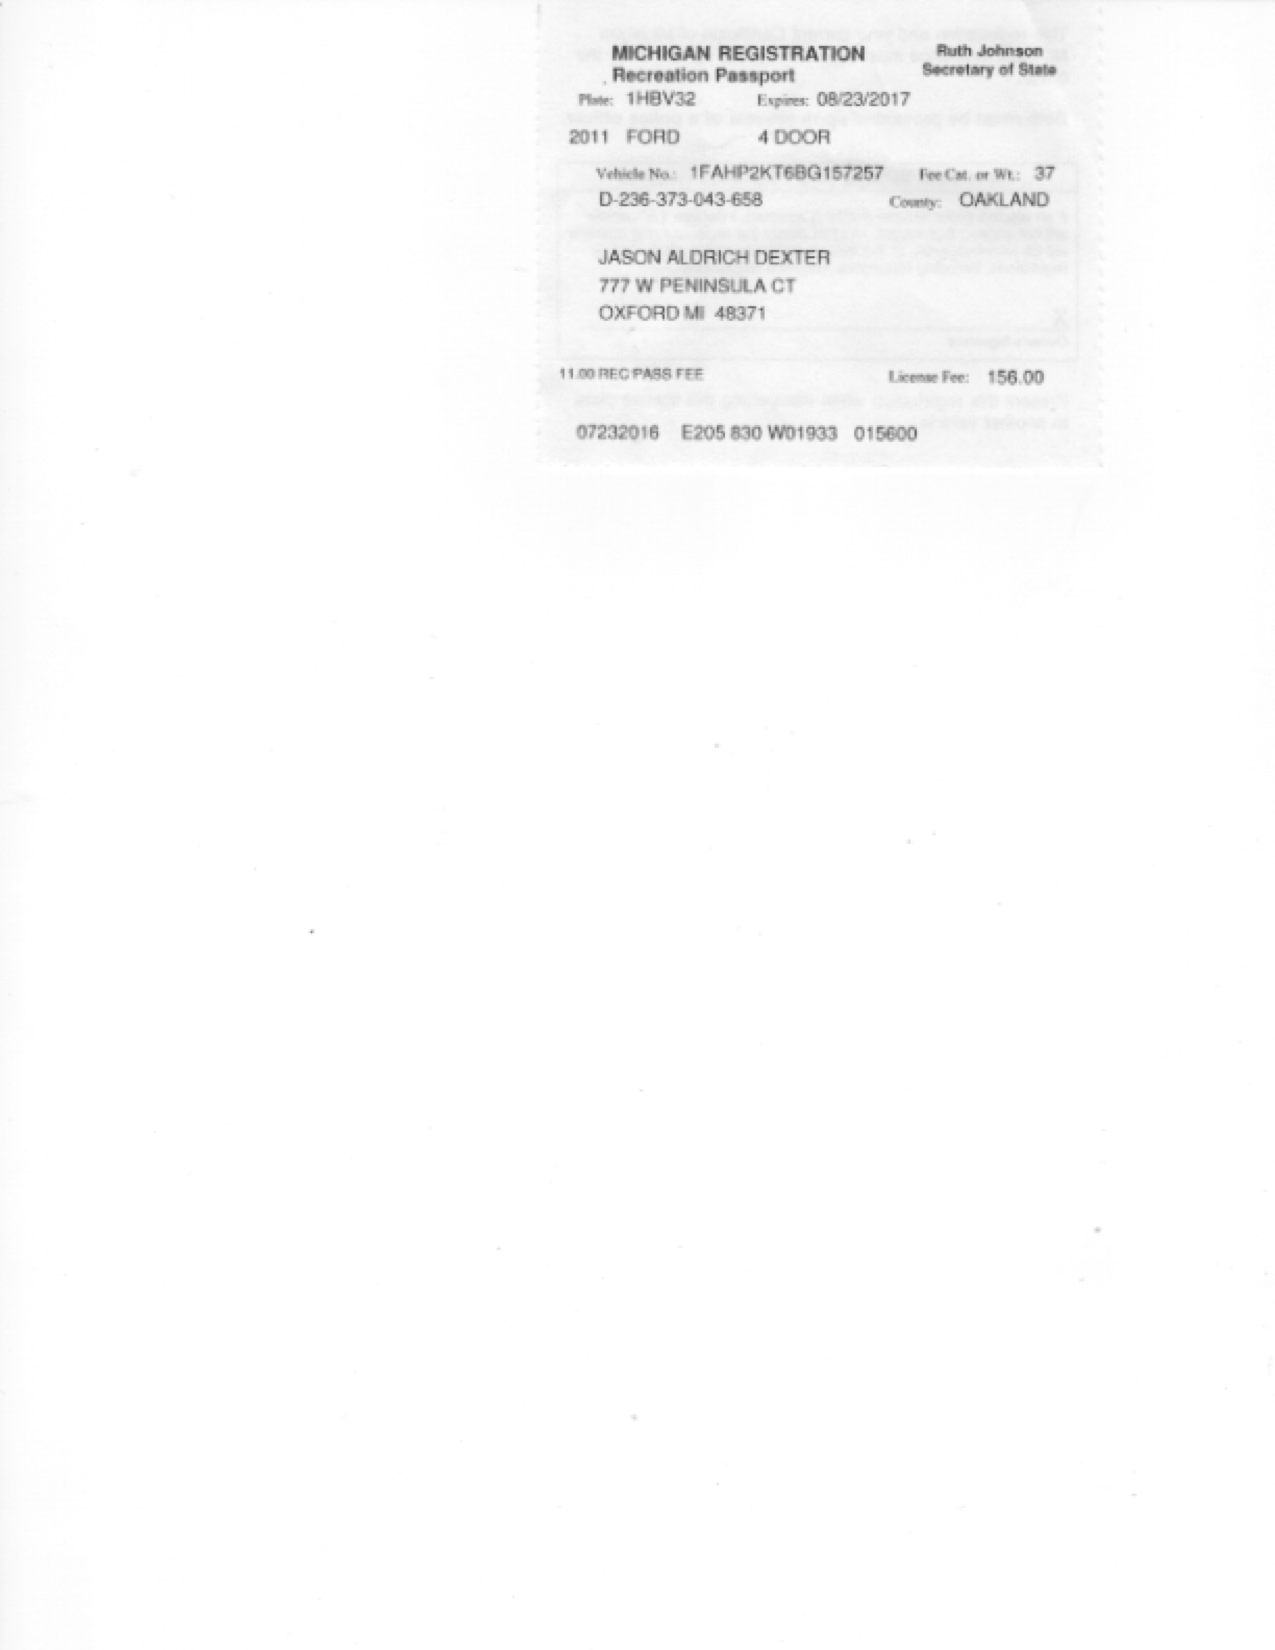 MICHIGAN REGISTRATION
Recreation Passport
Ruth Johnson
Secretary of State
Plate: 1HBV32 Expires: 08/23/2017
2011 FORD 4 DOOR
Vehicle No.: 1FAHP2KT6BG157257 Fee Cat. or Wt.: 37
D-236-373-043-658 County: OAKLAND
JASON ALDRICH DEXTER
777 W PENINSULA CT
OXFORD MI 48371
11.00 REC PASS FEE License Fee: 156.00
07232016 E205 830 W01933 015600